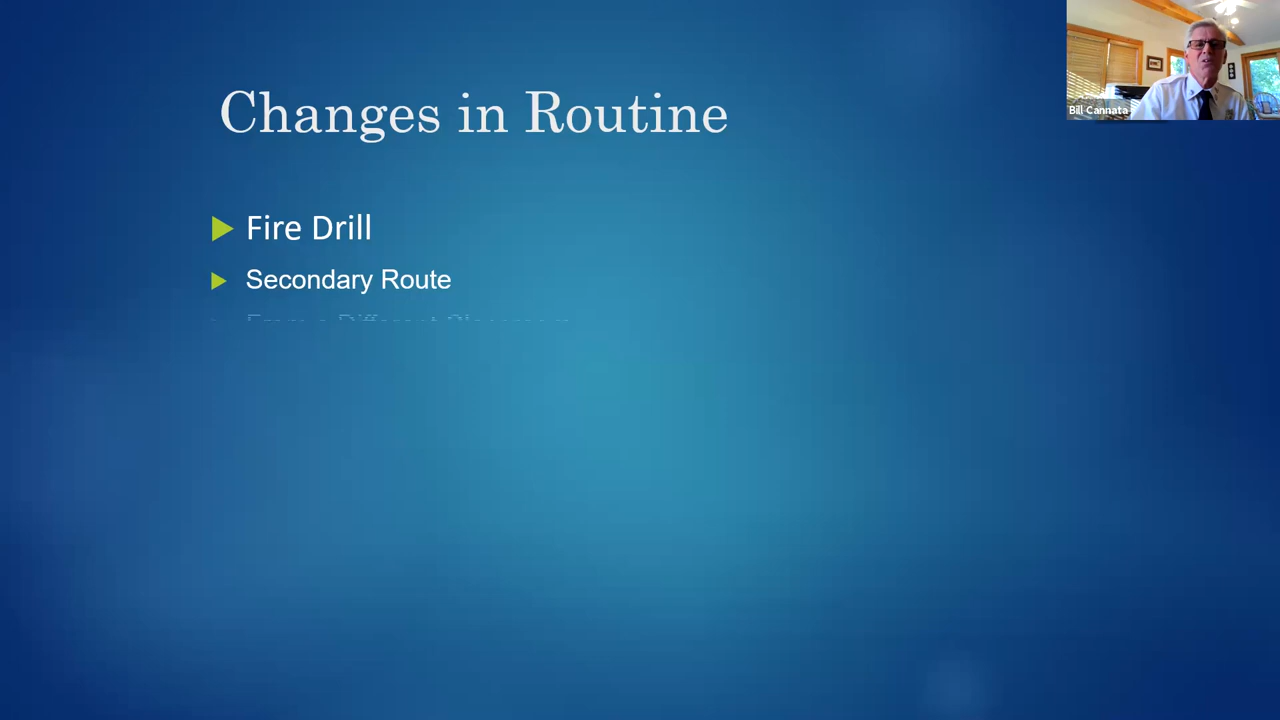 Changes in Routine
Bill Cannata
Fire Drill
Secondary Route